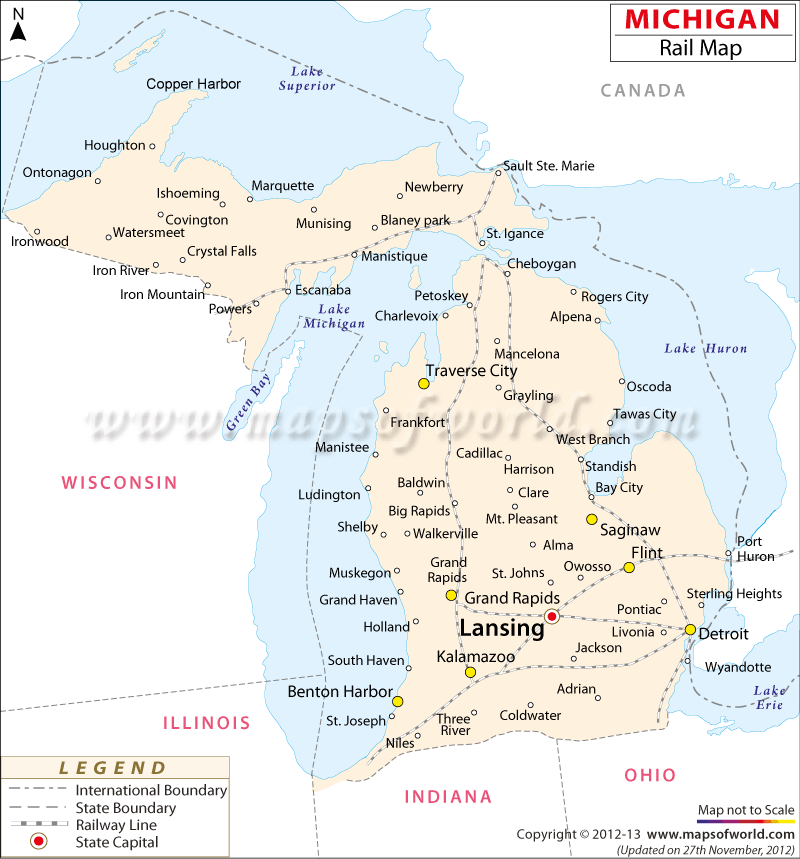 N
MICHIGAN
Rail Map
Lake
Superior
Copper Harbor
CANADA
Houghton
Ontonagon
Sault Ste. Marie
Ishoeming
Marquette
Newberry
Covington
Munising
Blaney park
Watersmeet
St. Igance
Ironwood
Crystal Falls
Manistique
Iron River
Cheboygan
Iron Mountain
Escanaba
Petoskey
Rogers City
Powers
Lake
Michigan
Charlevoix
Alpena
Lake Huron
Mancelona
Traverse City
Green Bay
Grayling
Oscoda
www.mapsofworld.com
Frankfort
Tawas City
West Branch
Manistee
Cadillac
Harrison
Standish
WISCONSIN
Baldwin
Ludington
Clare
Bay City
Big Rapids
Mt. Pleasant
Shelby
Walkerville
Saginaw
Alma
Flint
Port
Huron
Grand
Rapids
Owosso
Muskegon
St. Johns
Grand Haven
Grand Rapids
Sterling Heights
Pontiac
Holland
Lansing
Livonia
Detroit
Jackson
South Haven
Kalamazoo
Wyandotte
Benton Harbor
Adrian
Lake
Erie
ILLINOIS
St. Joseph
Three
River
Coldwater
Niles
LEGEND
International Boundary
State Boundary
Railway Line
State Capital
INDIANA
OHIO
Map not to Scale
Copyright © 2012-13 www.mapsofworld.com
(Updated on 27th November, 2012)